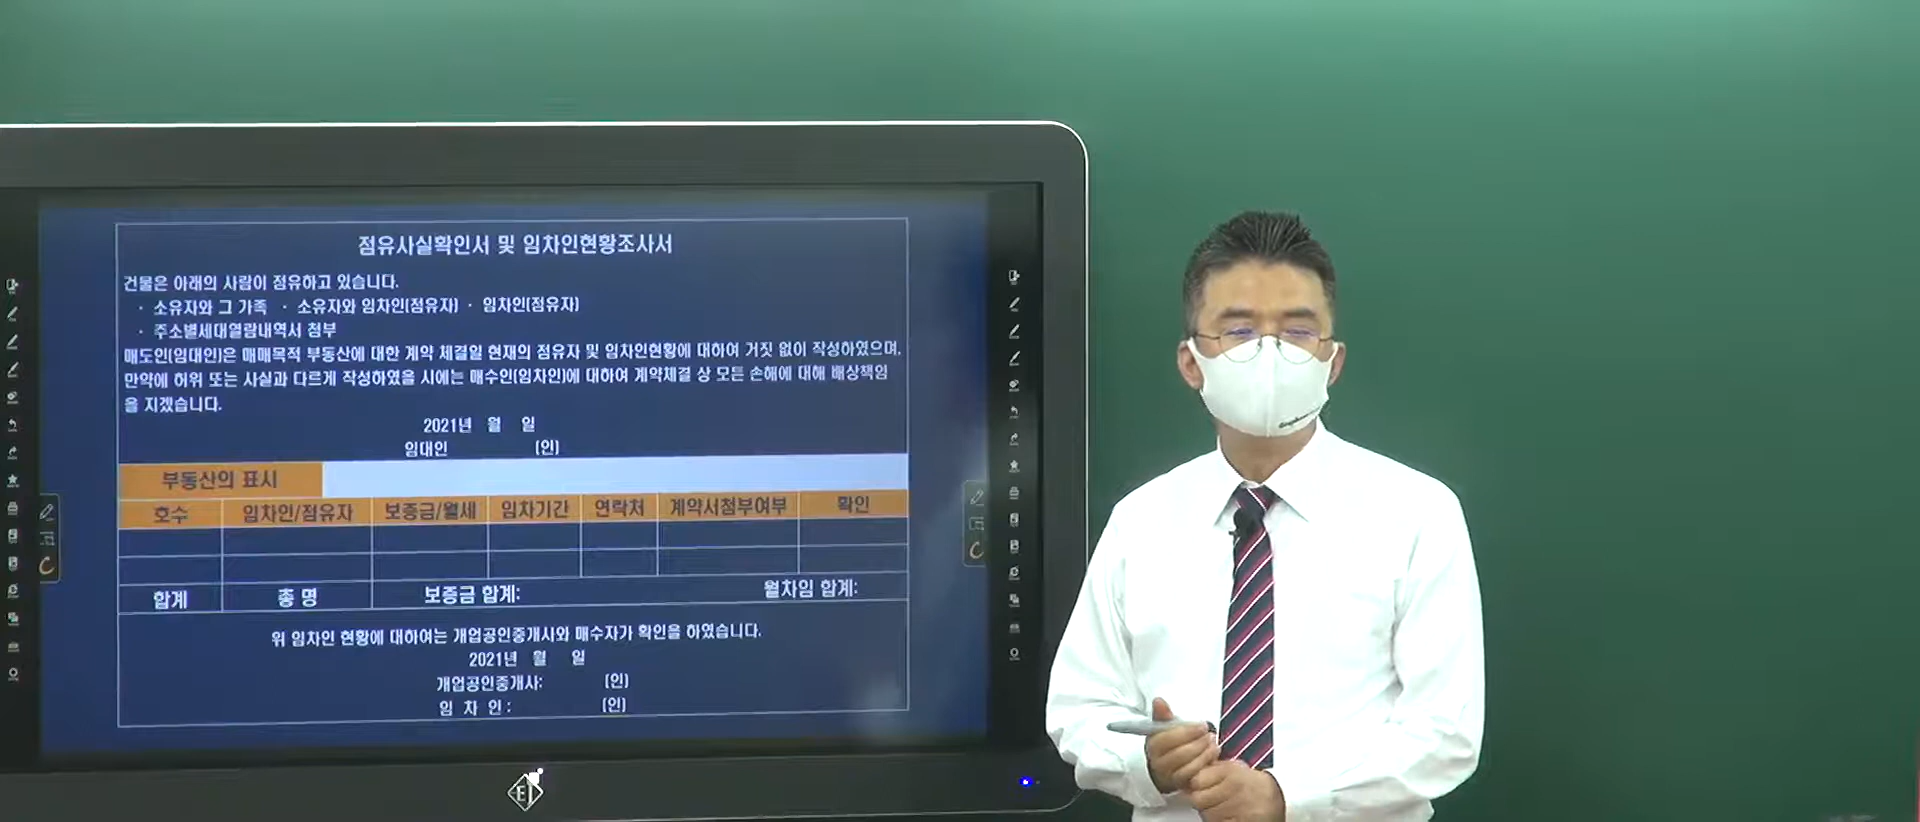 점유사실확인서 및 임차인현황조사서
건물은 아래의 사람이 점유하고 있습니다.
· 소유자와 그 가족 · 소유자와 임차인(점유자) · 임차인(점유자)
· 주소별세대열람내역서 첨부
매도인(임대인)은 매매목적 부동산에 대한 계약 체결일 현재의 점유자 및 임차인현황에 대하여 거짓 없이 작성하였으며,
만약에 허위 또는 사실과 다르게 작성하였을 시에는 매수인(임차인)에 대하여 계약체결 상 모든 손해에 대해 배상책임
을 지겠습니다.
2021년 월 일
임대인 (인)
부동산의 표시
호수 임차인/점유자 보증금/월세 임차기간 연락처 계약서첨부여부 확인
합계 총 명 보증금 합계: 월차임 합계:
위 임차인 현황에 대하여는 개업공인중개사와 매수자가 확인을 하였습니다.
2021년 월 일
개업공인중개사: (인)
임 차 인 : (인)